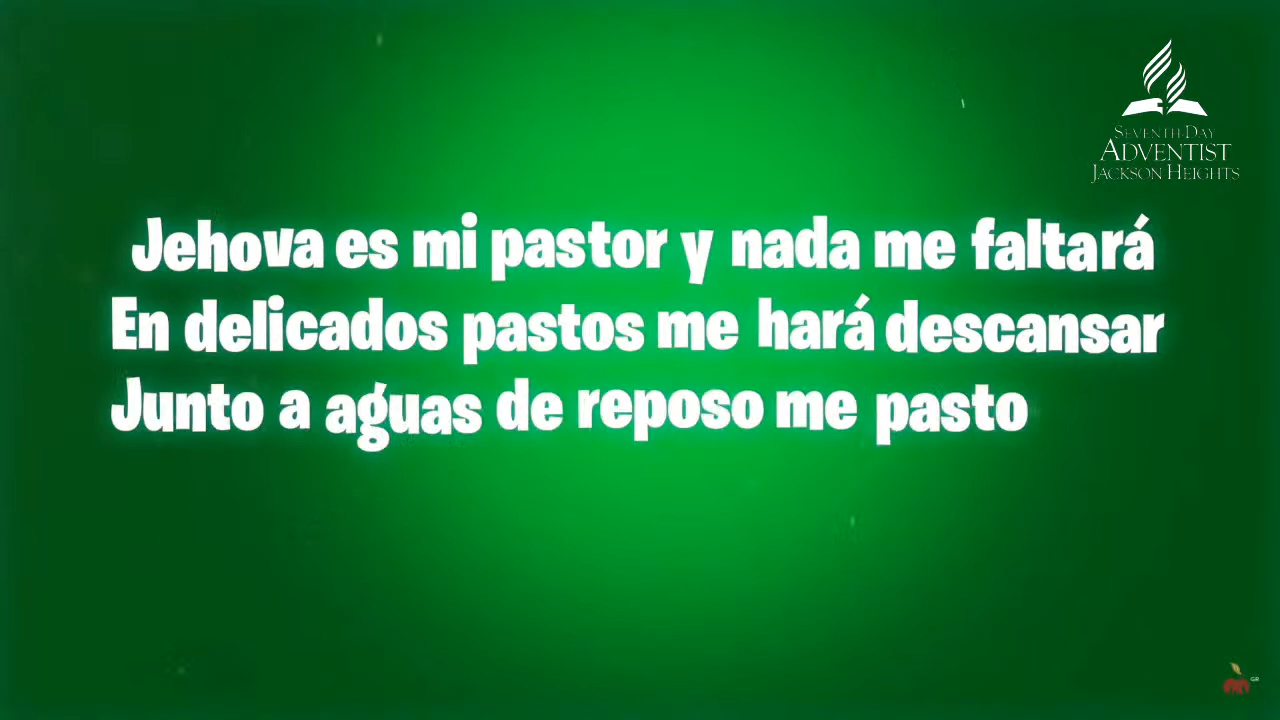 SEVENTH-DAY
ADVENTIST
JACKSON HEIGHTS
Jehova es mi pastor y nada me faltará
En delicados pastos me hará descansar
Junto a aguas de reposo me pasto
GR